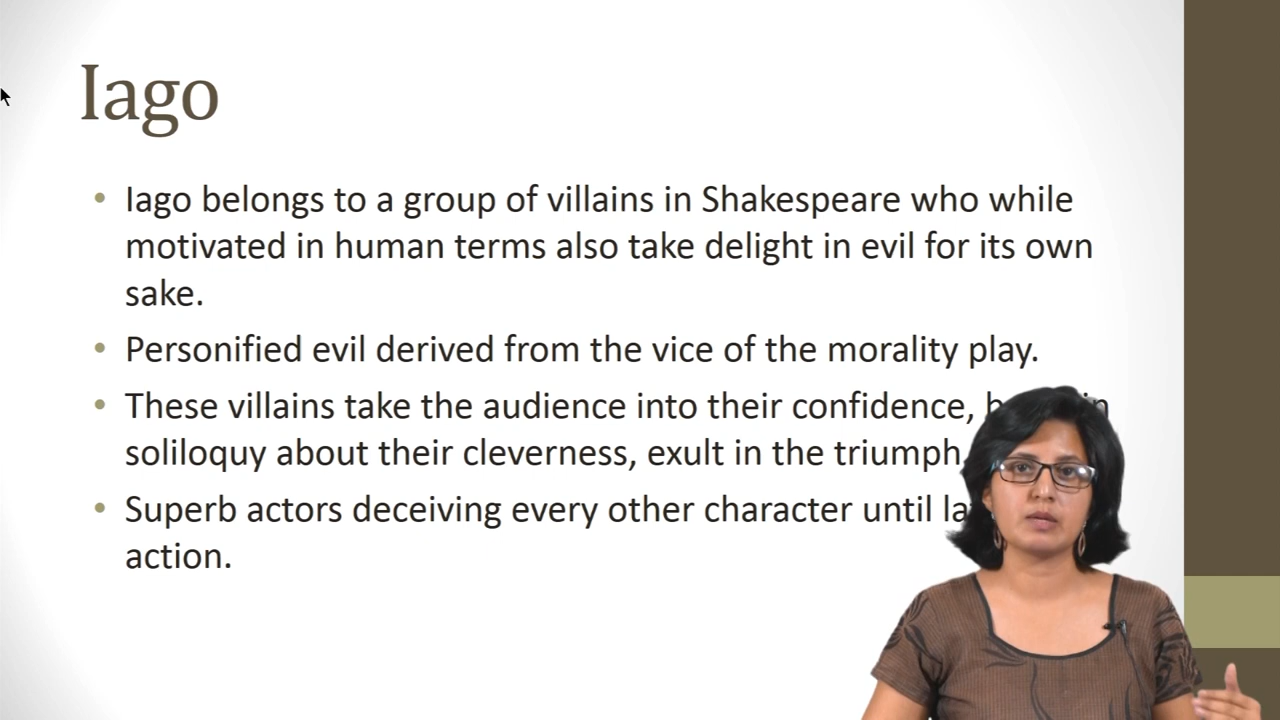 Iago
• Iago belongs to a group of villains in Shakespeare who while
motivated in human terms also take delight in evil for its own
sake.
• Personified evil derived from the vice of the morality play.
• These villains take the audience into their confidence,
soliloquy about their cleverness, exult in the triumph.
• Superb actors deceiving every other character until
action.